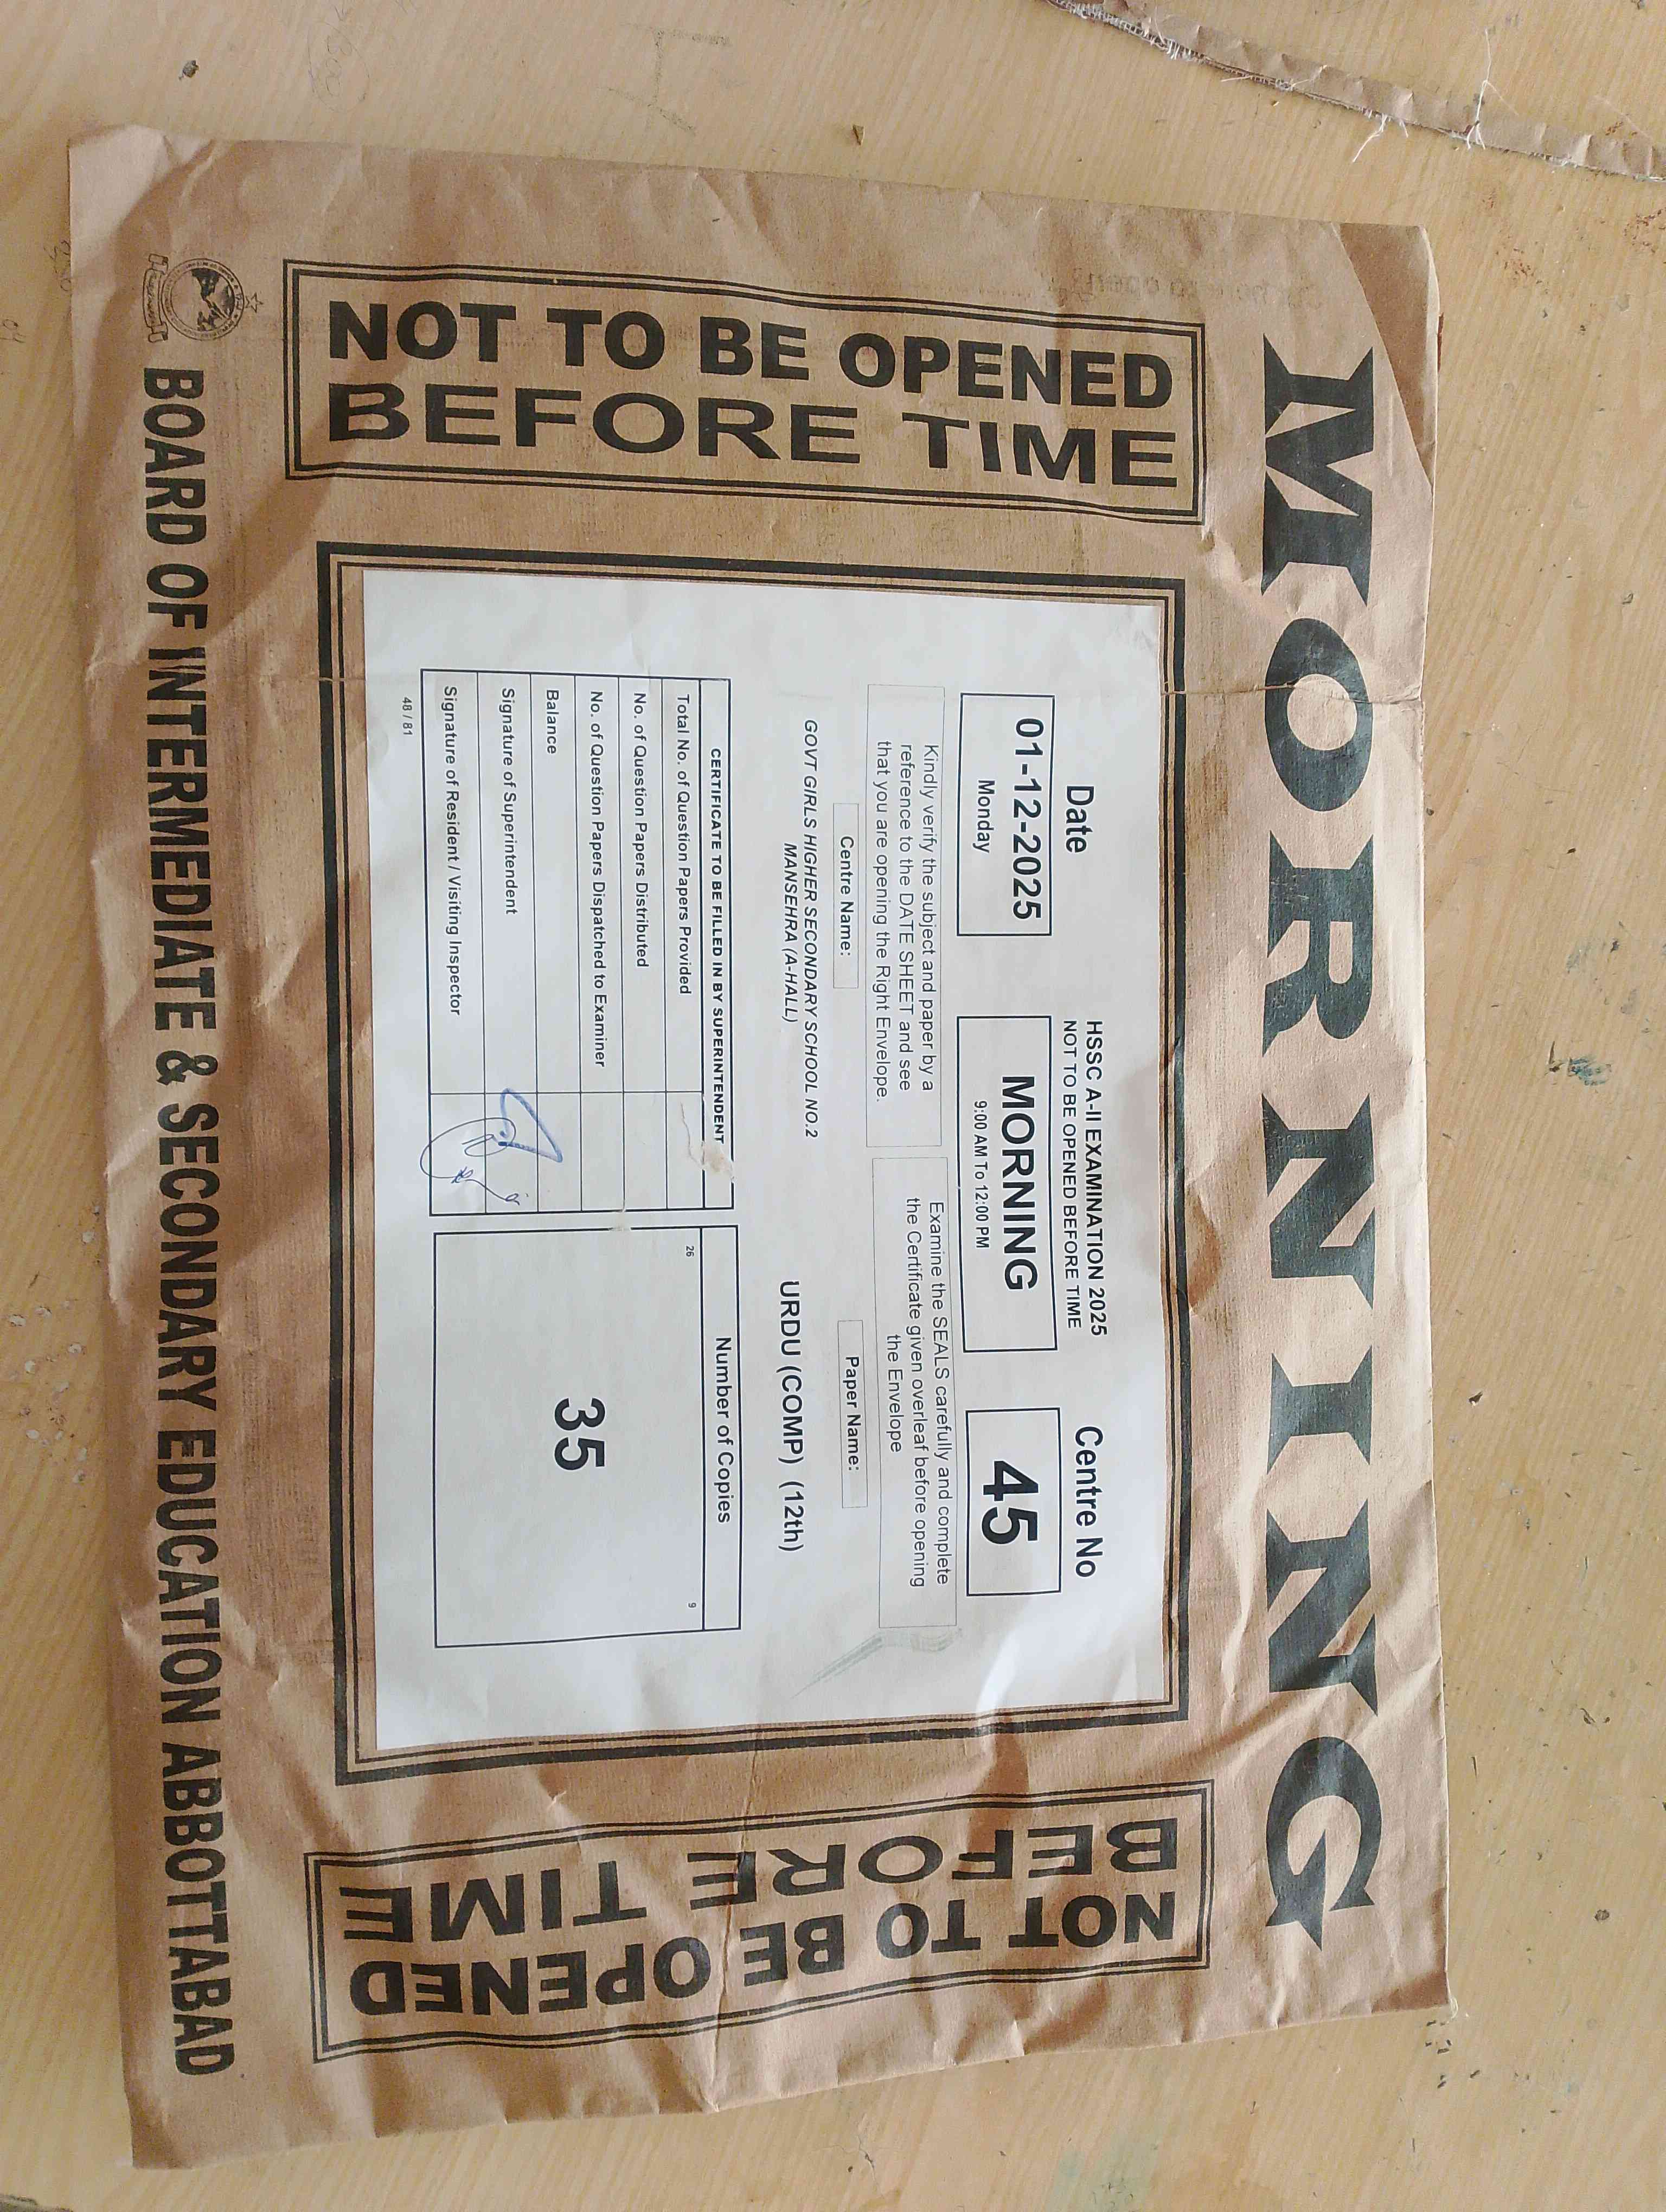 MORNING
NOT TO BE OPENED
BEFORE TIME
Date
01-12-2025
Monday
HSSC A-II EXAMINATION 2025
NOT TO BE OPENED BEFORE TIME
MORNING
9:00 AM To 12:00 PM
Centre No
45
Kindly verify the subject and paper by a
reference to the DATE SHEET and see
that you are opening the Right Envelope.
Examine the SEALS carefully and complete
the Certificate given overleaf before opening
the Envelope
Centre Name:
GOVT GIRLS HIGHER SECONDARY SCHOOL NO.2
MANSEHRA (A-HALL)
Paper Name:
URDU (COMP) (12th)
CERTIFICATE TO BE FILLED IN BY SUPERINTENDENT
Total No. of Question Papers Provided
No. of Question Papers Distributed
No. of Question Papers Dispatched to Examiner
Balance
Signature of Superintendent
Signature of Resident / Visiting Inspector
48 / 81
Number of Copies
26
9
35
NOT TO BE OPENED
BEFORE TIME
BOARD OF INTERMEDIATE & SECONDARY EDUCATION ABBOTTABAD